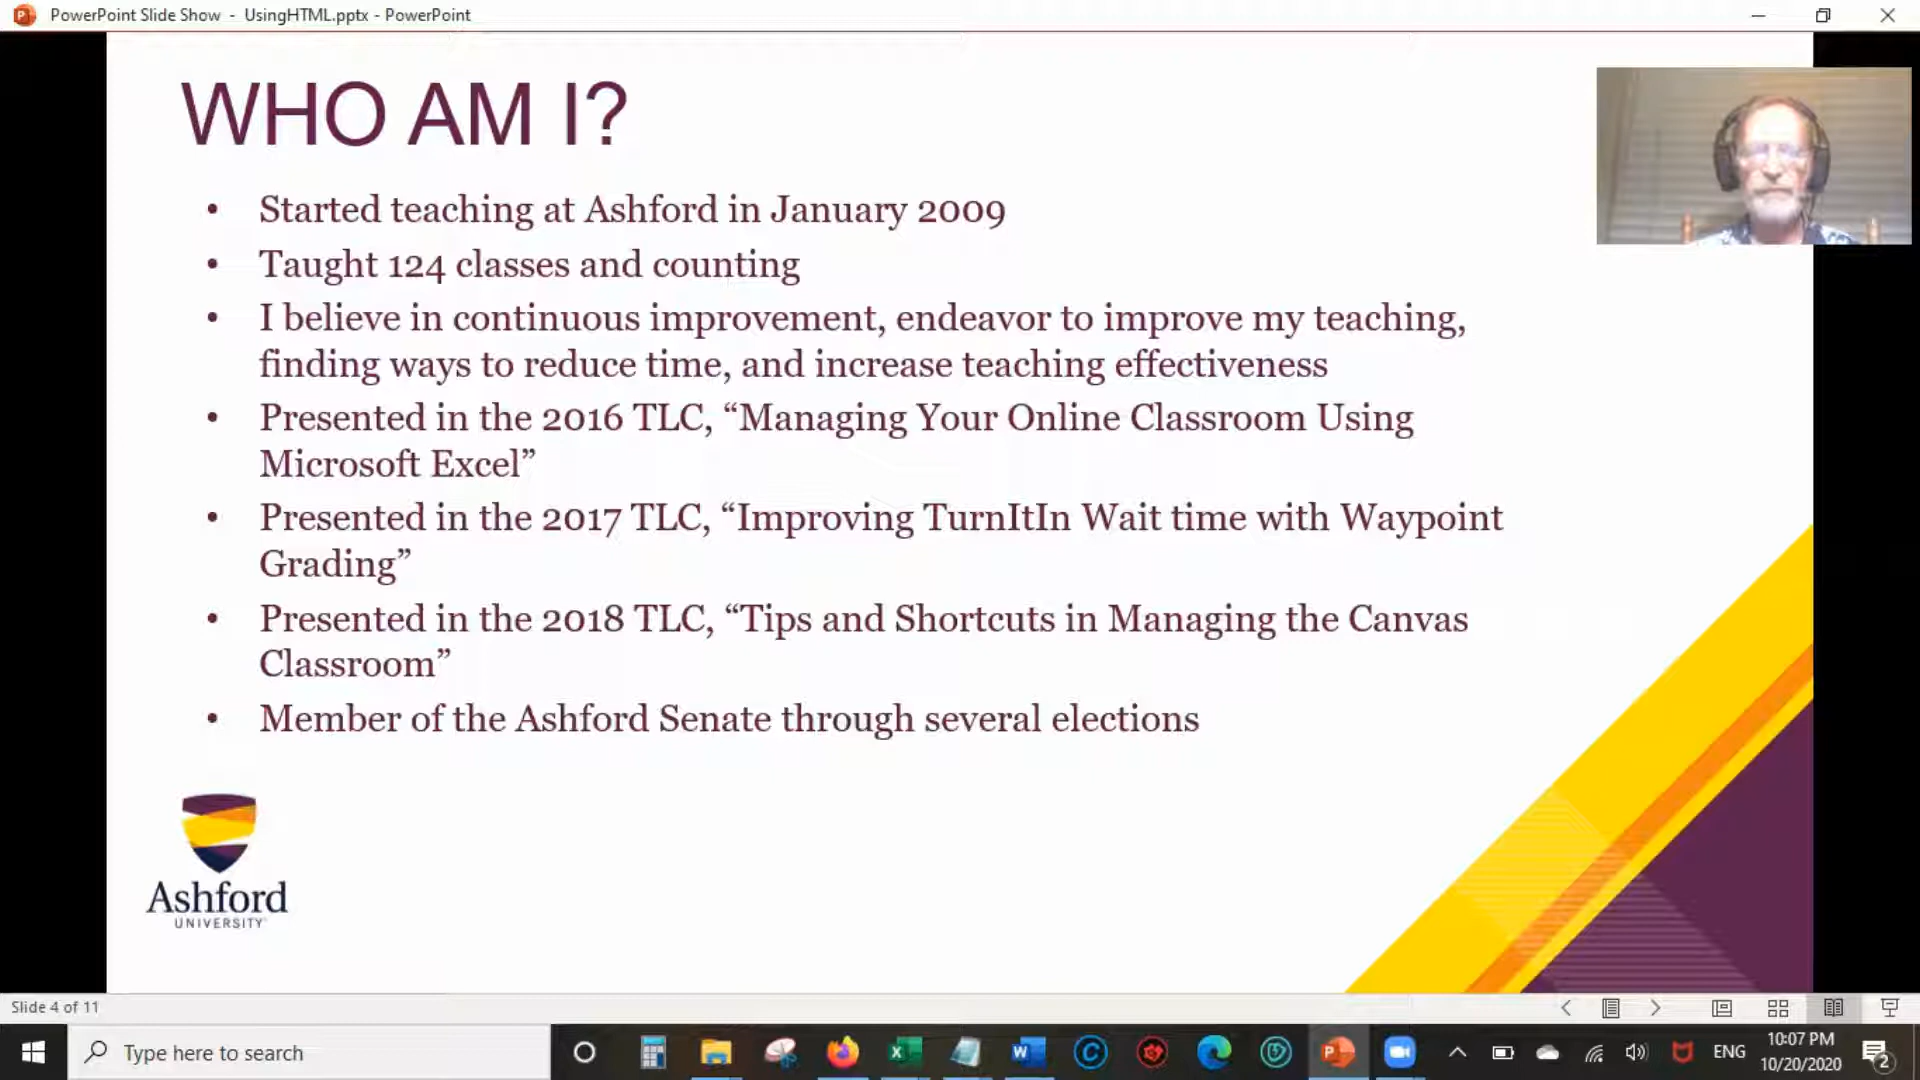 PowerPoint Slide Show - UsingHTML.pptx - PowerPoint
WHO AM I?
• Started teaching at Ashford in January 2009
• Taught 124 classes and counting
• I believe in continuous improvement, endeavor to improve my teaching,
finding ways to reduce time, and increase teaching effectiveness
• Presented in the 2016 TLC, “Managing Your Online Classroom Using
Microsoft Excel”
• Presented in the 2017 TLC, “Improving TurnItIn Wait time with Waypoint
Grading”
• Presented in the 2018 TLC, “Tips and Shortcuts in Managing the Canvas
Classroom”
• Member of the Ashford Senate through several elections
Ashford
UNIVERSITY
Slide 4 of 11
Type here to search
ENG
10:07 PM
10/20/2020
2